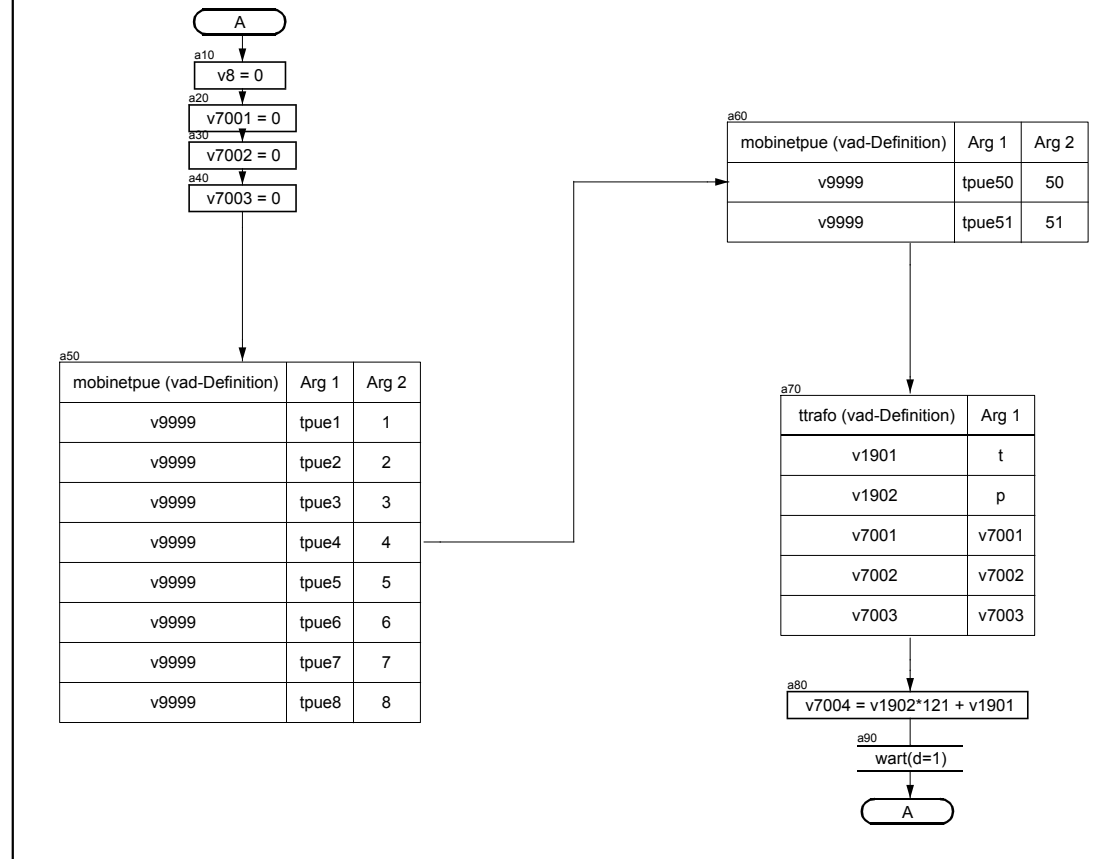 A
a10
v8 = 0
a20
v7001 = 0
a30
v7002 = 0
a40
v7003 = 0
a50
mobinetpue (vad-Definition) Arg 1 Arg 2
v9999 tpue1 1
v9999 tpue2 2
v9999 tpue3 3
v9999 tpue4 4
v9999 tpue5 5
v9999 tpue6 6
v9999 tpue7 7
v9999 tpue8 8
a60
mobinetpue (vad-Definition) Arg 1 Arg 2
v9999 tpue50 50
v9999 tpue51 51
a70
ttrafo (vad-Definition) Arg 1
v1901 t
v1902 p
v7001 v7001
v7002 v7002
v7003 v7003
a80
v7004 = v1902*121 + v1901
a90
wart(d=1)
A